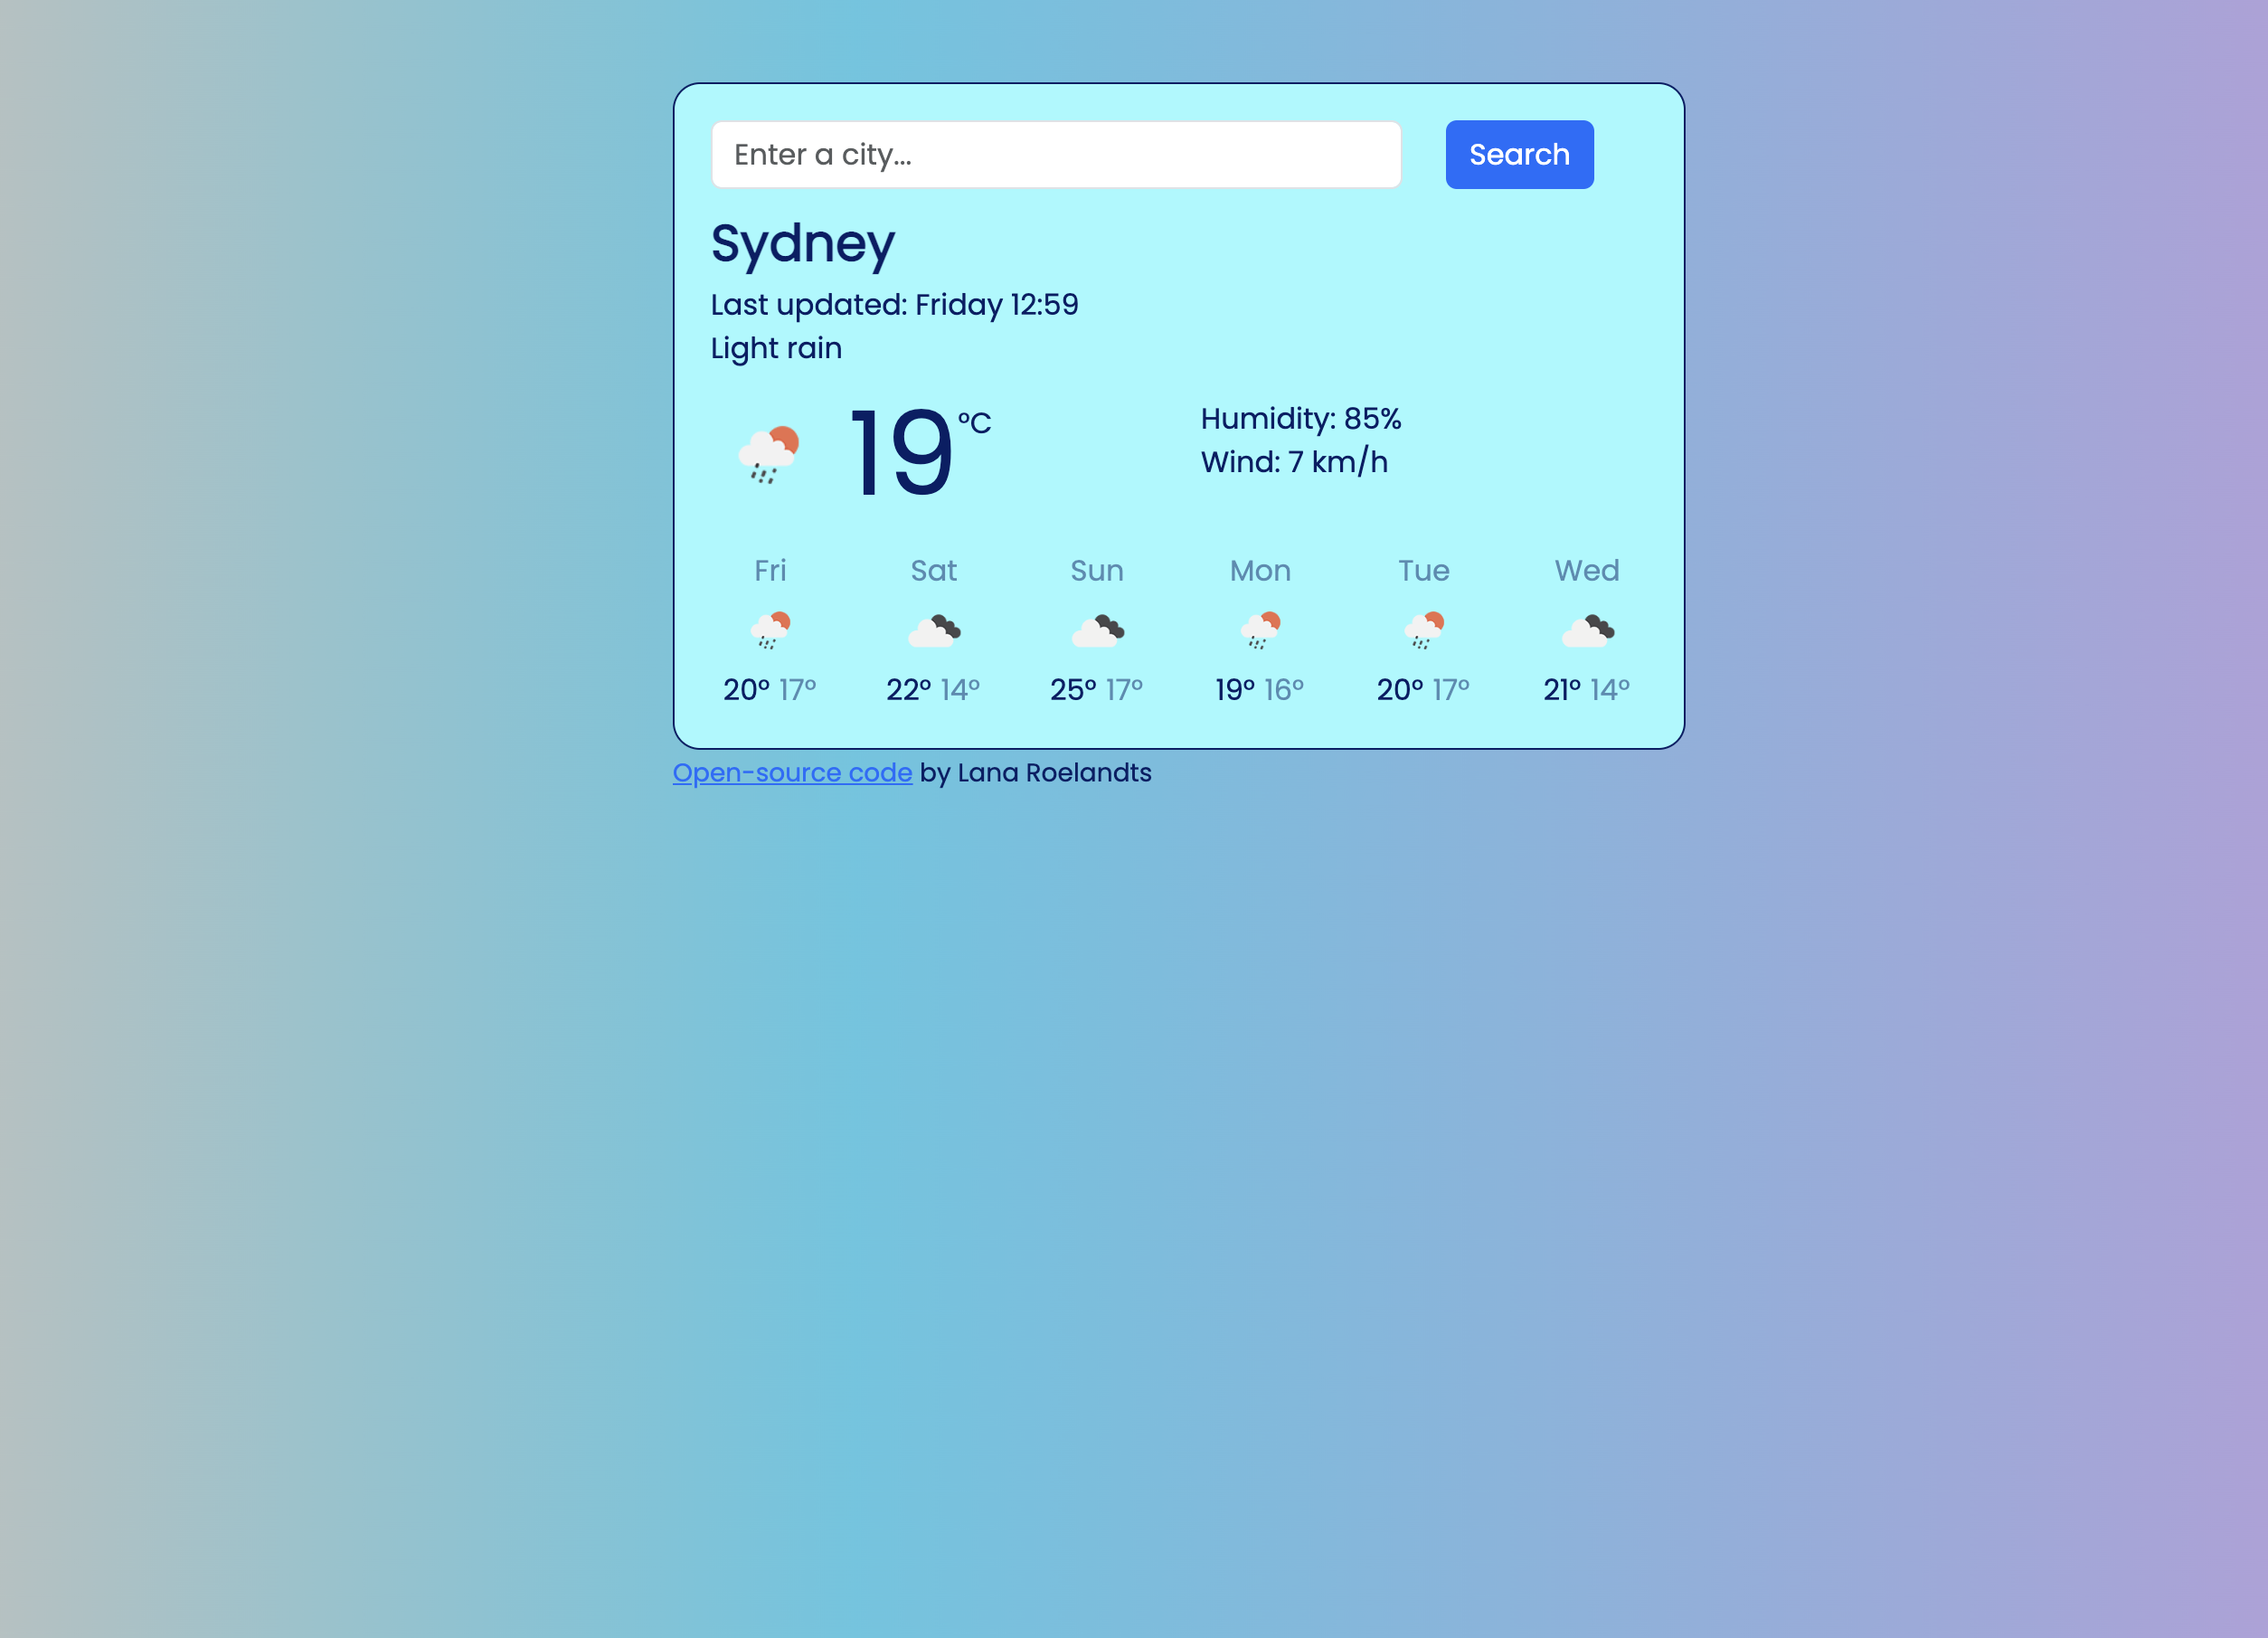 Enter a city...
Search
Sydney
Last updated: Friday 12:59
Light rain
19 °C
Humidity: 85%
Wind: 7 km/h
Fri Sat Sun Mon Tue Wed
20° 17° 22° 14° 25° 17° 19° 16° 20° 17° 21° 14°
Open-source code by Lana Roelandts